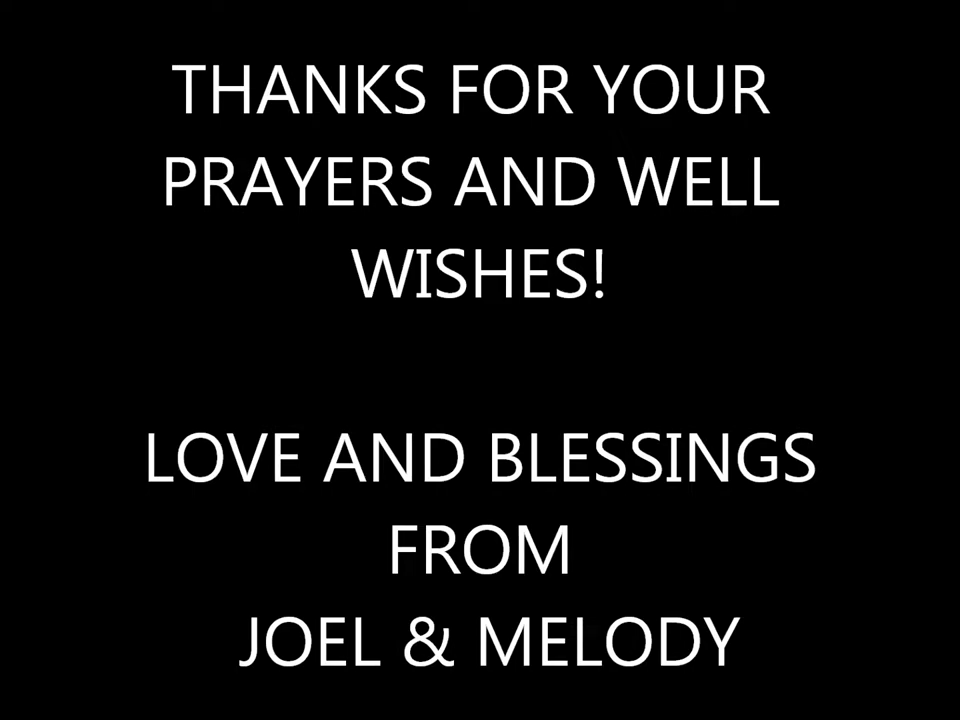 THANKS FOR YOUR
PRAYERS AND WELL
WISHES!
LOVE AND BLESSINGS
FROM
JOEL & MELODY